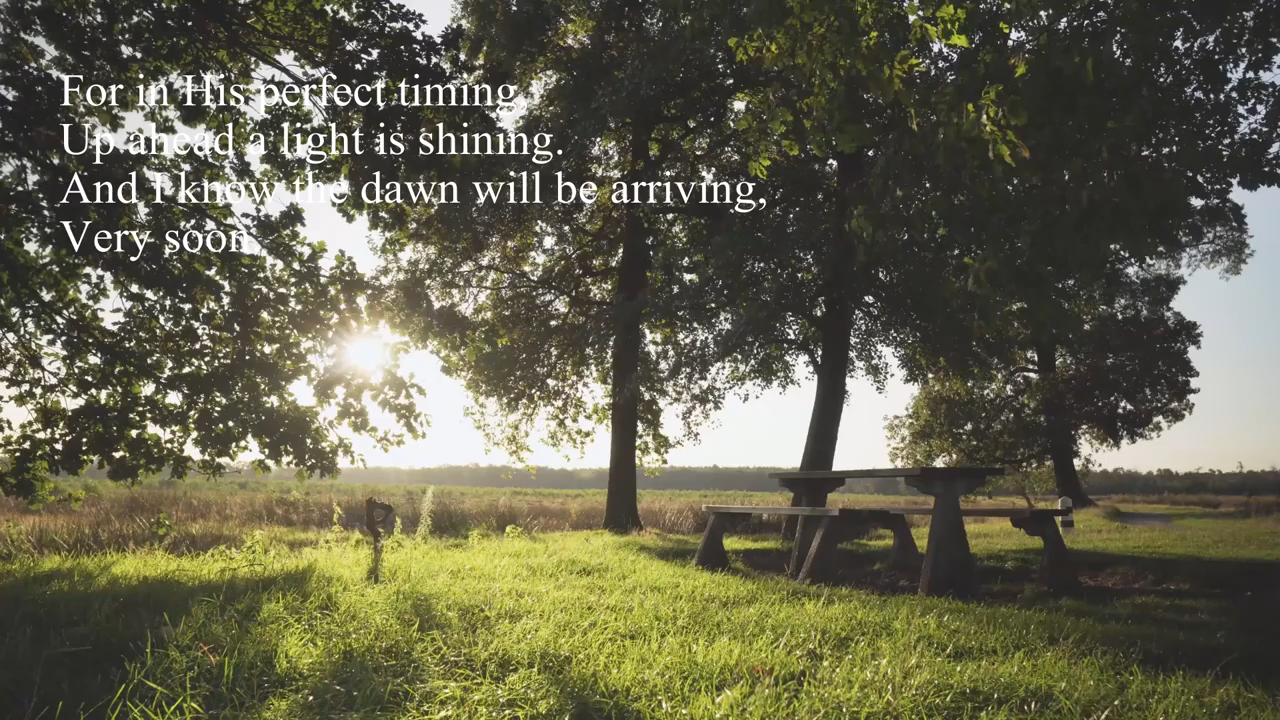 For in His perfect timing,
Up ahead a light is shining.
And I know the dawn will be arriving,
Very soon.